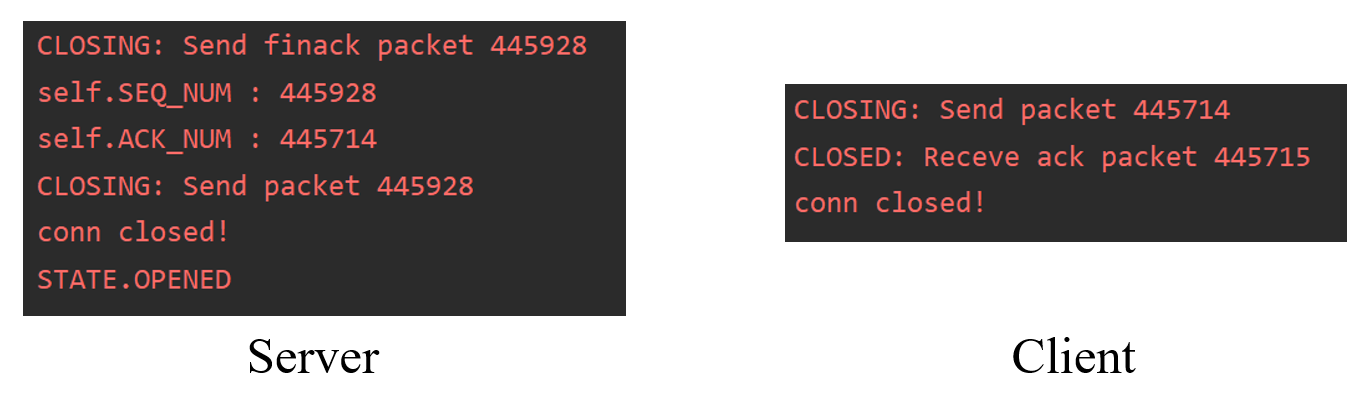 CLOSING: Send finack packet 445928
self.SEQ_NUM : 445928
self.ACK_NUM : 445714
CLOSING: Send packet 445928
conn closed!
STATE.OPENED
Server
CLOSING: Send packet 445714
CLOSED: Receve ack packet 445715
conn closed!
Client